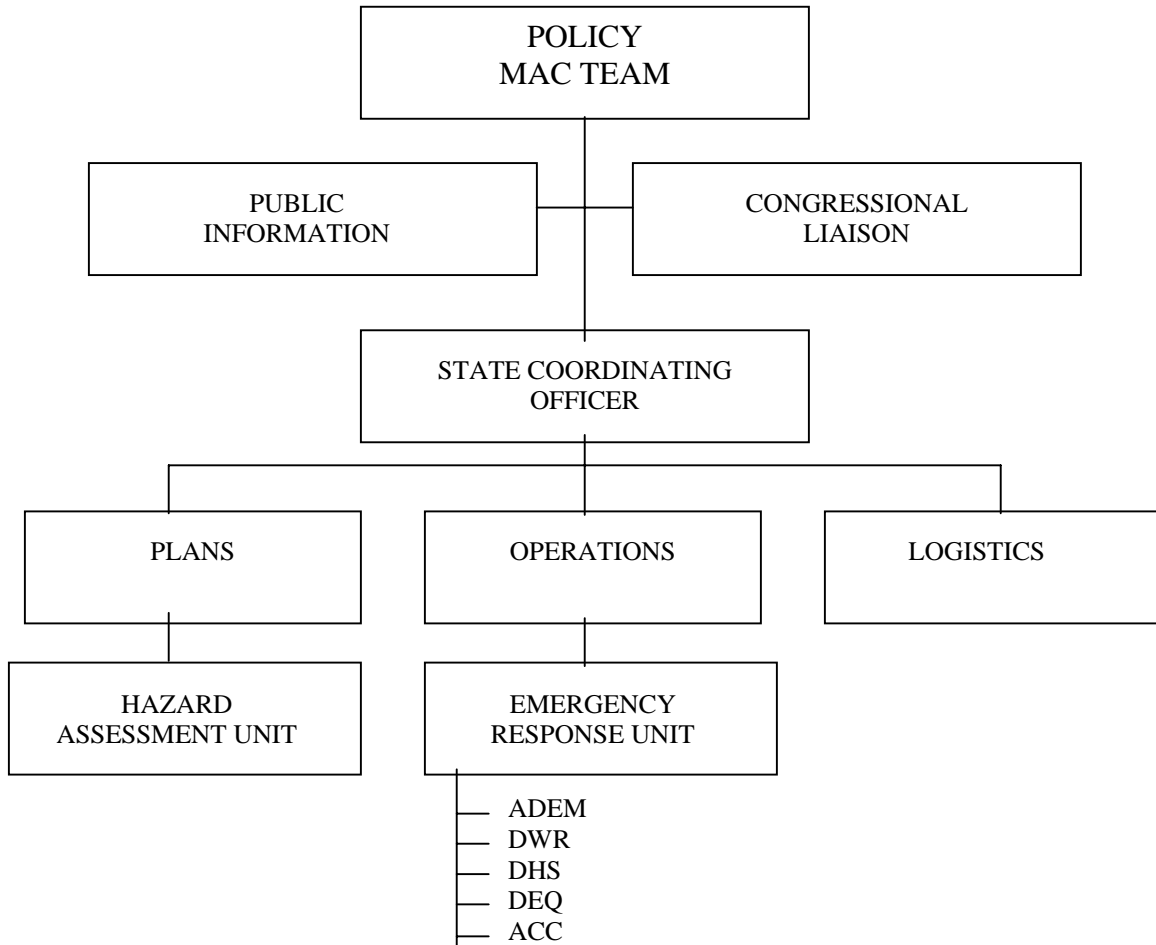 POLICY
MAC TEAM
PUBLIC
INFORMATION
CONGRESSIONAL
LIAISON
STATE COORDINATING
OFFICER
PLANS
OPERATIONS
LOGISTICS
HAZARD
ASSESSMENT UNIT
EMERGENCY
RESPONSE UNIT
ADEM
DWR
DHS
DEQ
ACC